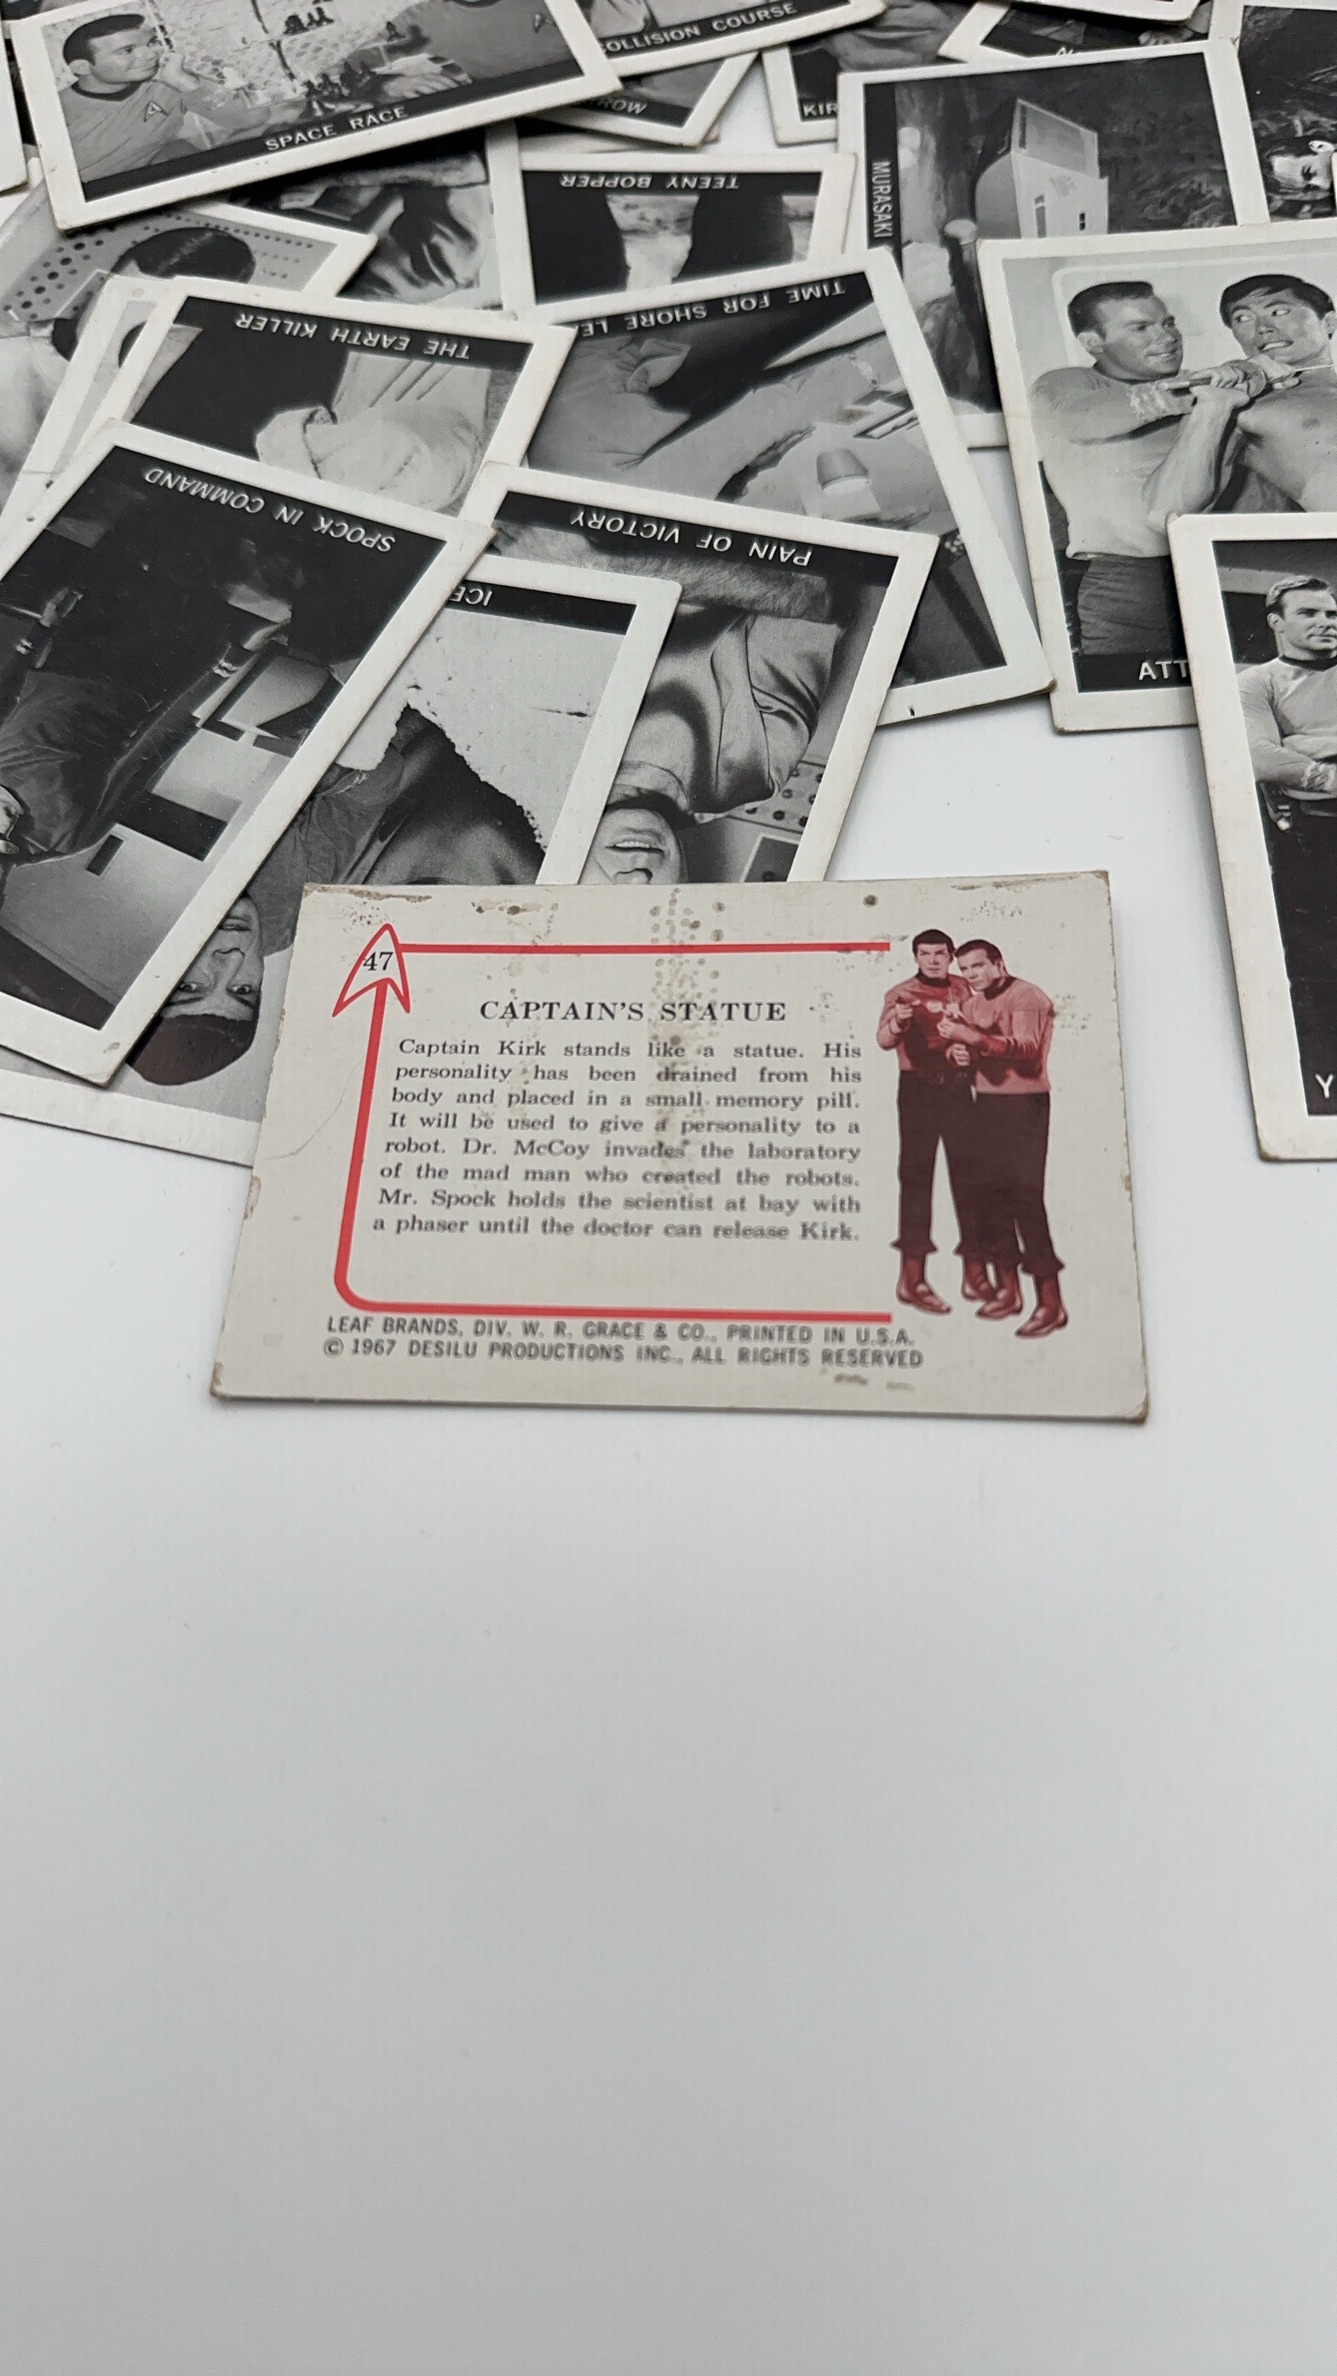 COLLISION COURSE
SPACE RACE
KIR
MURASAKI
TEENY BOPPER
TIME FOR SHORE LE
THE EARTH KILLER
SPOCK IN COMMAND
PAIN OF VICTORY
ICE
ATT
Y
47
CAPTAIN'S STATUE
Captain Kirk stands like a statue. His
personality has been drained from his
body and placed in a small memory pill.
It will be used to give a personality to a
robot. Dr. McCoy invades the laboratory
of the mad man who created the robots.
Mr. Spock holds the scientist at bay with
a phaser until the doctor can release Kirk.
LEAF BRANDS, DIV. W. R. GRACE & CO., PRINTED IN U.S.A.
© 1967 DESILU PRODUCTIONS INC., ALL RIGHTS RESERVED